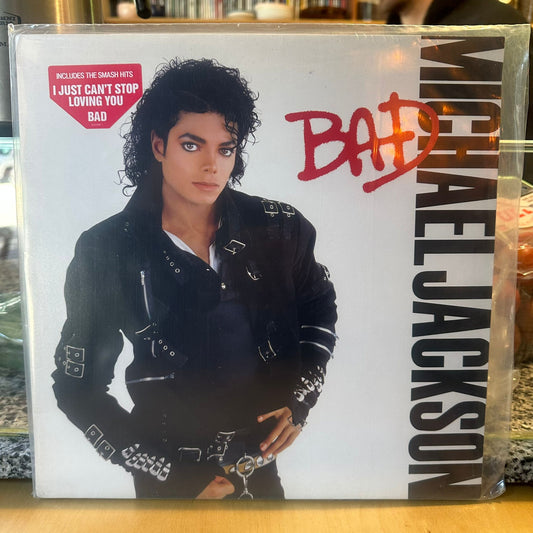 INCLUDES THE SMASH HITS
I JUST CAN'T STOP
LOVING YOU
BAD
BAD
MICHAEL JACKSON